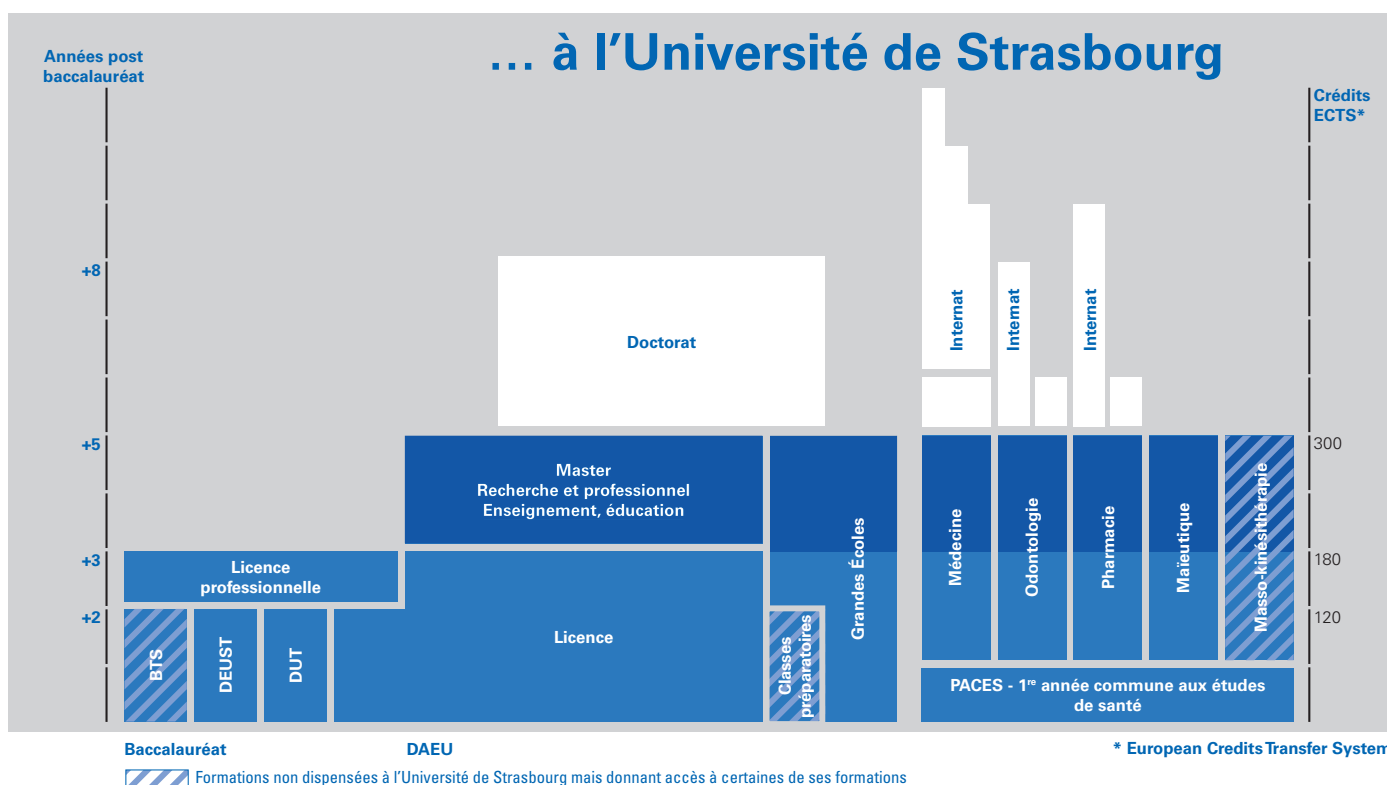 … à l’Université de Strasbourg
Années post
baccalauréat
Crédits
ECTS*
+8
Internat
Internat
Internat
Doctorat
+5
300
Master
Recherche et professionnel
Enseignement, éducation
Grandes Écoles
Médecine
Odontologie
Pharmacie
Maïeutique
Masso-kinésithérapie
+3
180
Licence
professionnelle
+2
120
BTS
DEUST
DUT
Licence
Classes
préparatoires
PACES - 1re année commune aux études
de santé
Baccalauréat
DAEU
* European Credits Transfer System
Formations non dispensées à l’Université de Strasbourg mais donnant accès à certaines de ses formations